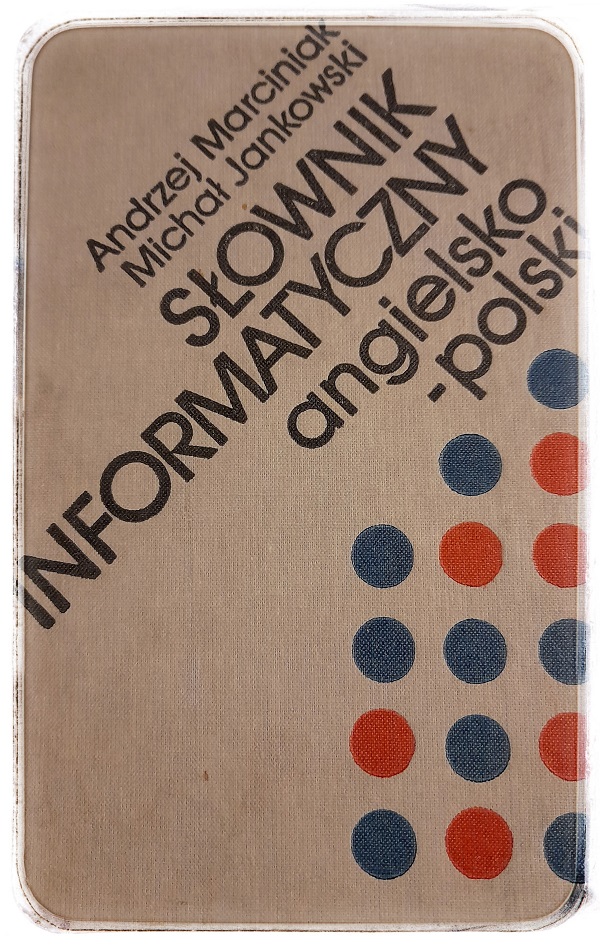 Andrzej Marciniak
Michał Jankowski
SŁOWNIK
INFORMATYCZNY
angielsko
-polski